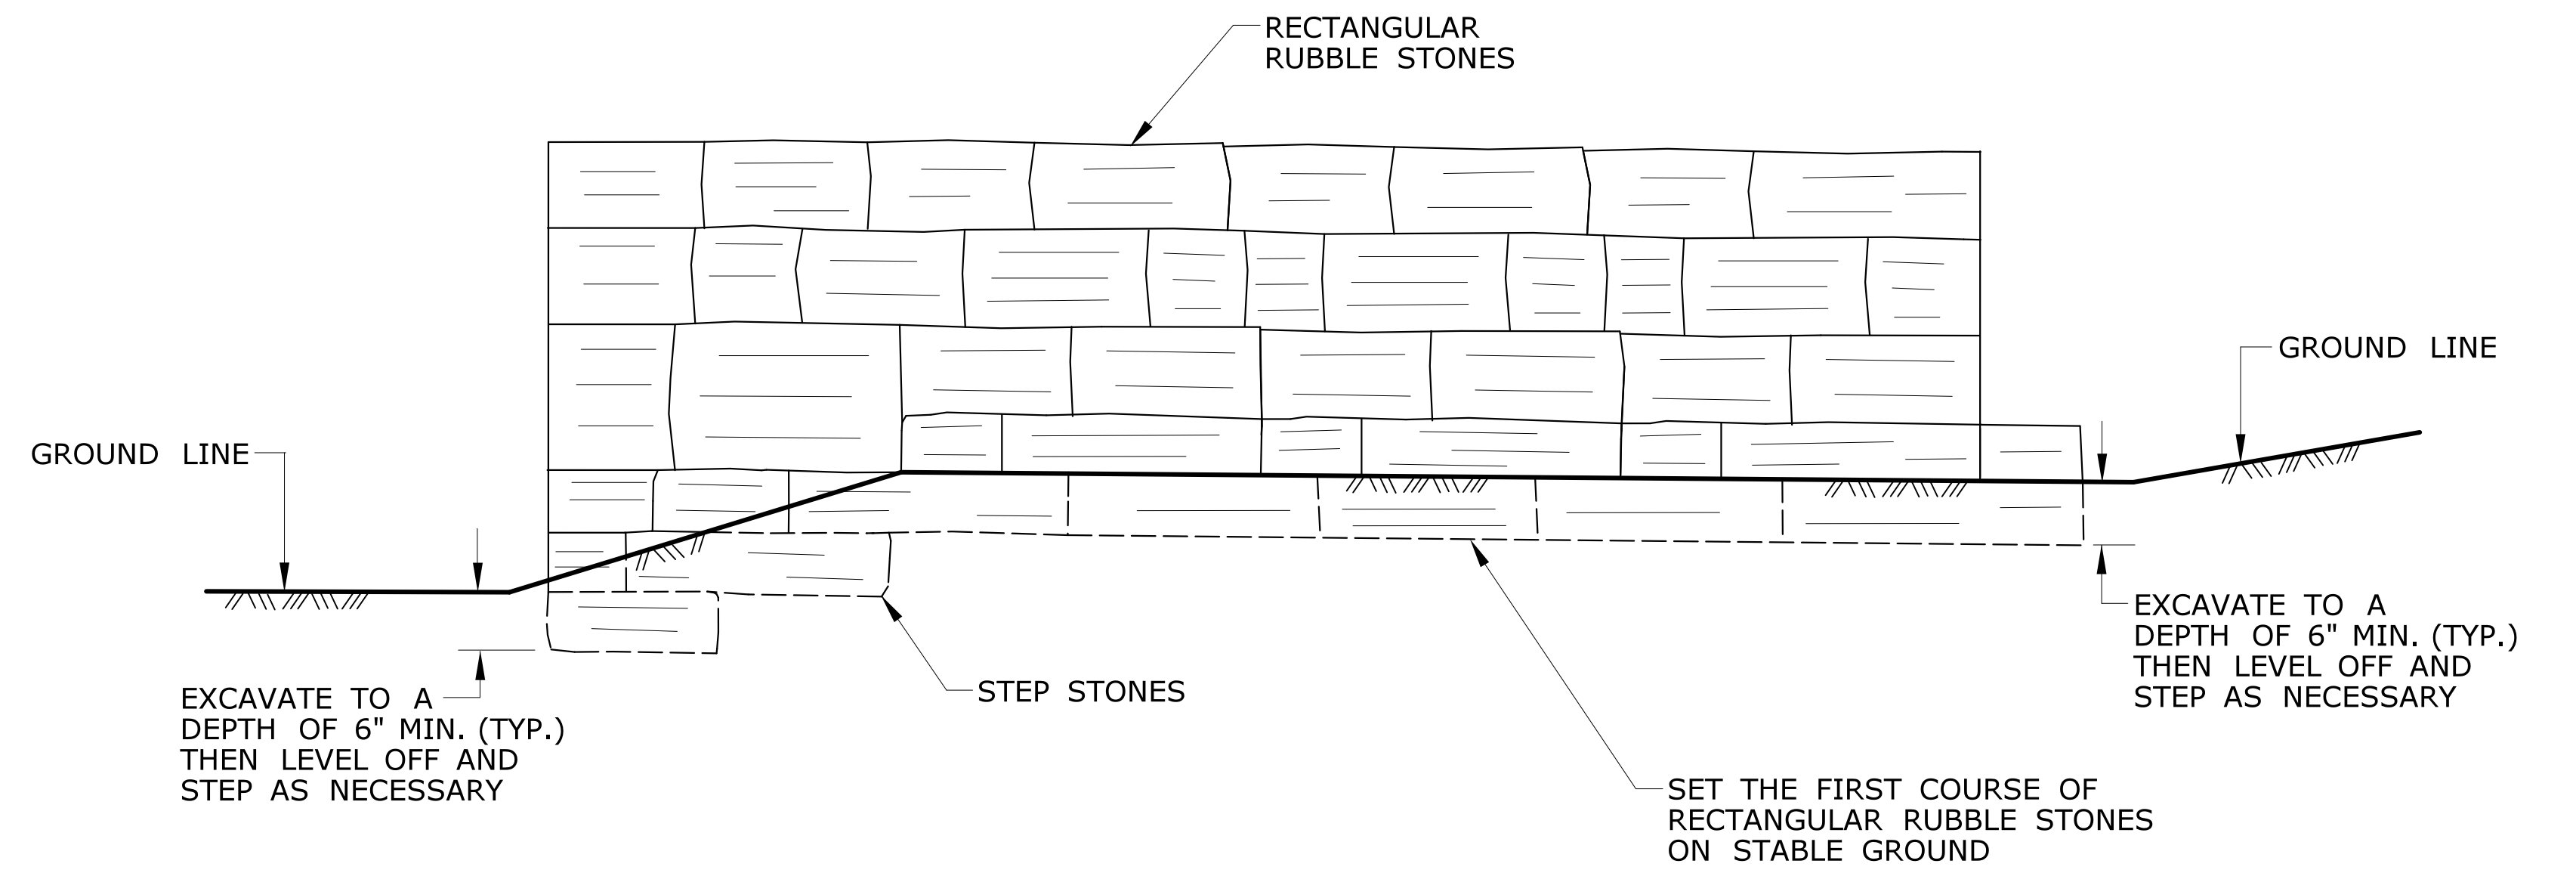 RECTANGULAR
RUBBLE STONES
GROUND LINE
GROUND LINE
EXCAVATE TO A
DEPTH OF 6" MIN. (TYP.)
THEN LEVEL OFF AND
STEP AS NECESSARY
STEP STONES
EXCAVATE TO A
DEPTH OF 6" MIN. (TYP.)
THEN LEVEL OFF AND
STEP AS NECESSARY
SET THE FIRST COURSE OF
RECTANGULAR RUBBLE STONES
ON STABLE GROUND